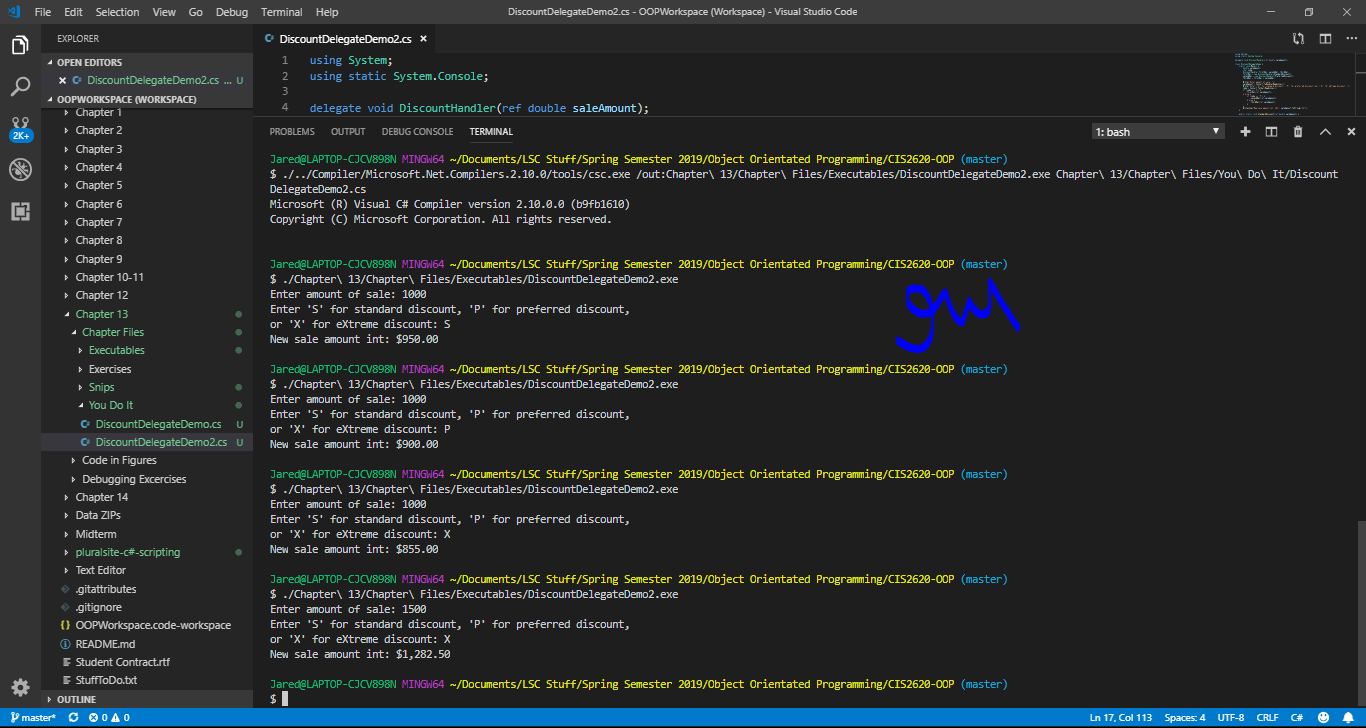 File Edit Selection View Go Debug Terminal Help
DiscountDelegateDemo2.cs - OOPWorkspace (Workspace) - Visual Studio Code
EXPLORER
OPEN EDITORS
DiscountDelegateDemo2.cs ... U
OOPWORKSPACE (WORKSPACE)
Chapter 1
Chapter 2
Chapter 3
Chapter 4
Chapter 5
Chapter 6
Chapter 7
Chapter 8
Chapter 9
Chapter 10-11
Chapter 12
Chapter 13
Chapter Files
Executables
Exercises
Snips
You Do It
DiscountDelegateDemo.cs U
DiscountDelegateDemo2.cs U
Code in Figures
Debugging Excercises
Chapter 14
Data ZIPs
Midterm
pluralsite-c#-scripting
Text Editor
.gitattributes
.gitignore
OOPWorkspace.code-workspace
README.md
Student Contract.rtf
StuffToDo.txt
OUTLINE
2K+
DiscountDelegateDemo2.cs
1 using System;
2 using static System.Console;
3
4 delegate void DiscountHandler(ref double saleAmount);
PROBLEMS OUTPUT DEBUG CONSOLE TERMINAL
1: bash
Jared@LAPTOP-CJCV898N MINGW64 ~/Documents/LSC Stuff/Spring Semester 2019/Object Orientated Programming/CIS2620-OOP (master)
$ ./../Compiler/Microsoft.Net.Compilers.2.10.0/tools/csc.exe /out:Chapter\ 13/Chapter\ Files/Executables/DiscountDelegateDemo2.exe Chapter\ 13/Chapter\ Files/You\ Do\ It/Discount
DelegateDemo2.cs
Microsoft (R) Visual C# Compiler version 2.10.0.0 (b9fb1610)
Copyright (C) Microsoft Corporation. All rights reserved.
Jared@LAPTOP-CJCV898N MINGW64 ~/Documents/LSC Stuff/Spring Semester 2019/Object Orientated Programming/CIS2620-OOP (master)
$ ./Chapter\ 13/Chapter\ Files/Executables/DiscountDelegateDemo2.exe
Enter amount of sale: 1000
Enter 'S' for standard discount, 'P' for preferred discount,
or 'X' for eXtreme discount: S
New sale amount int: $950.00
Jared@LAPTOP-CJCV898N MINGW64 ~/Documents/LSC Stuff/Spring Semester 2019/Object Orientated Programming/CIS2620-OOP (master)
$ ./Chapter\ 13/Chapter\ Files/Executables/DiscountDelegateDemo2.exe
Enter amount of sale: 1000
Enter 'S' for standard discount, 'P' for preferred discount,
or 'X' for eXtreme discount: P
New sale amount int: $900.00
Jared@LAPTOP-CJCV898N MINGW64 ~/Documents/LSC Stuff/Spring Semester 2019/Object Orientated Programming/CIS2620-OOP (master)
$ ./Chapter\ 13/Chapter\ Files/Executables/DiscountDelegateDemo2.exe
Enter amount of sale: 1000
Enter 'S' for standard discount, 'P' for preferred discount,
or 'X' for eXtreme discount: X
New sale amount int: $855.00
Jared@LAPTOP-CJCV898N MINGW64 ~/Documents/LSC Stuff/Spring Semester 2019/Object Orientated Programming/CIS2620-OOP (master)
$ ./Chapter\ 13/Chapter\ Files/Executables/DiscountDelegateDemo2.exe
Enter amount of sale: 1500
Enter 'S' for standard discount, 'P' for preferred discount,
or 'X' for eXtreme discount: X
New sale amount int: $1,282.50
Jared@LAPTOP-CJCV898N MINGW64 ~/Documents/LSC Stuff/Spring Semester 2019/Object Orientated Programming/CIS2620-OOP (master)
$
master* 0 0
Ln 17, Col 113 Spaces: 4 UTF-8 CRLF C#